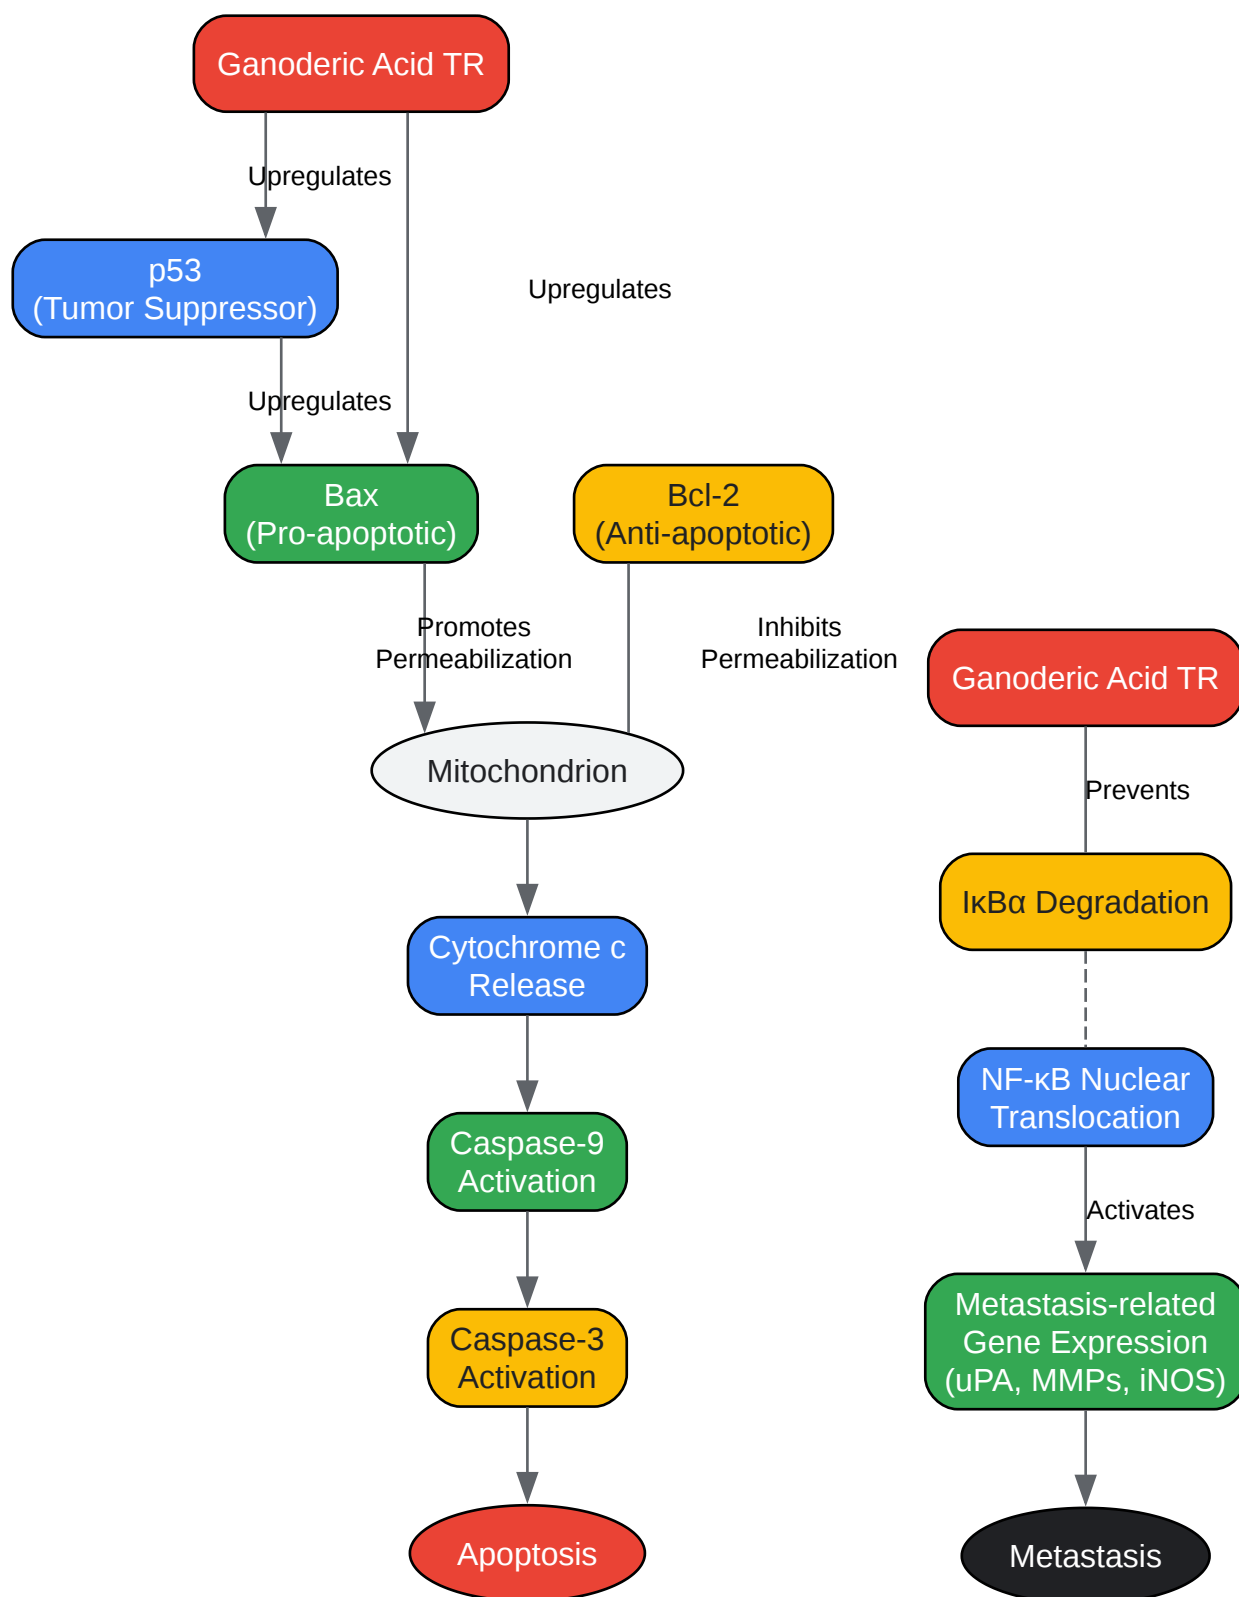 Ganoderic Acid TR
Upregulates
p53
(Tumor Suppressor)
Upregulates
Upregulates
Bax
(Pro-apoptotic)
Bcl-2
(Anti-apoptotic)
Promotes
Permeabilization
Inhibits
Permeabilization
Mitochondrion
Cytochrome c
Release
Caspase-9
Activation
Caspase-3
Activation
Apoptosis
Ganoderic Acid TR
Prevents
IκBα Degradation
NF-κB Nuclear
Translocation
Activates
Metastasis-related
Gene Expression
(uPA, MMPs, iNOS)
Metastasis